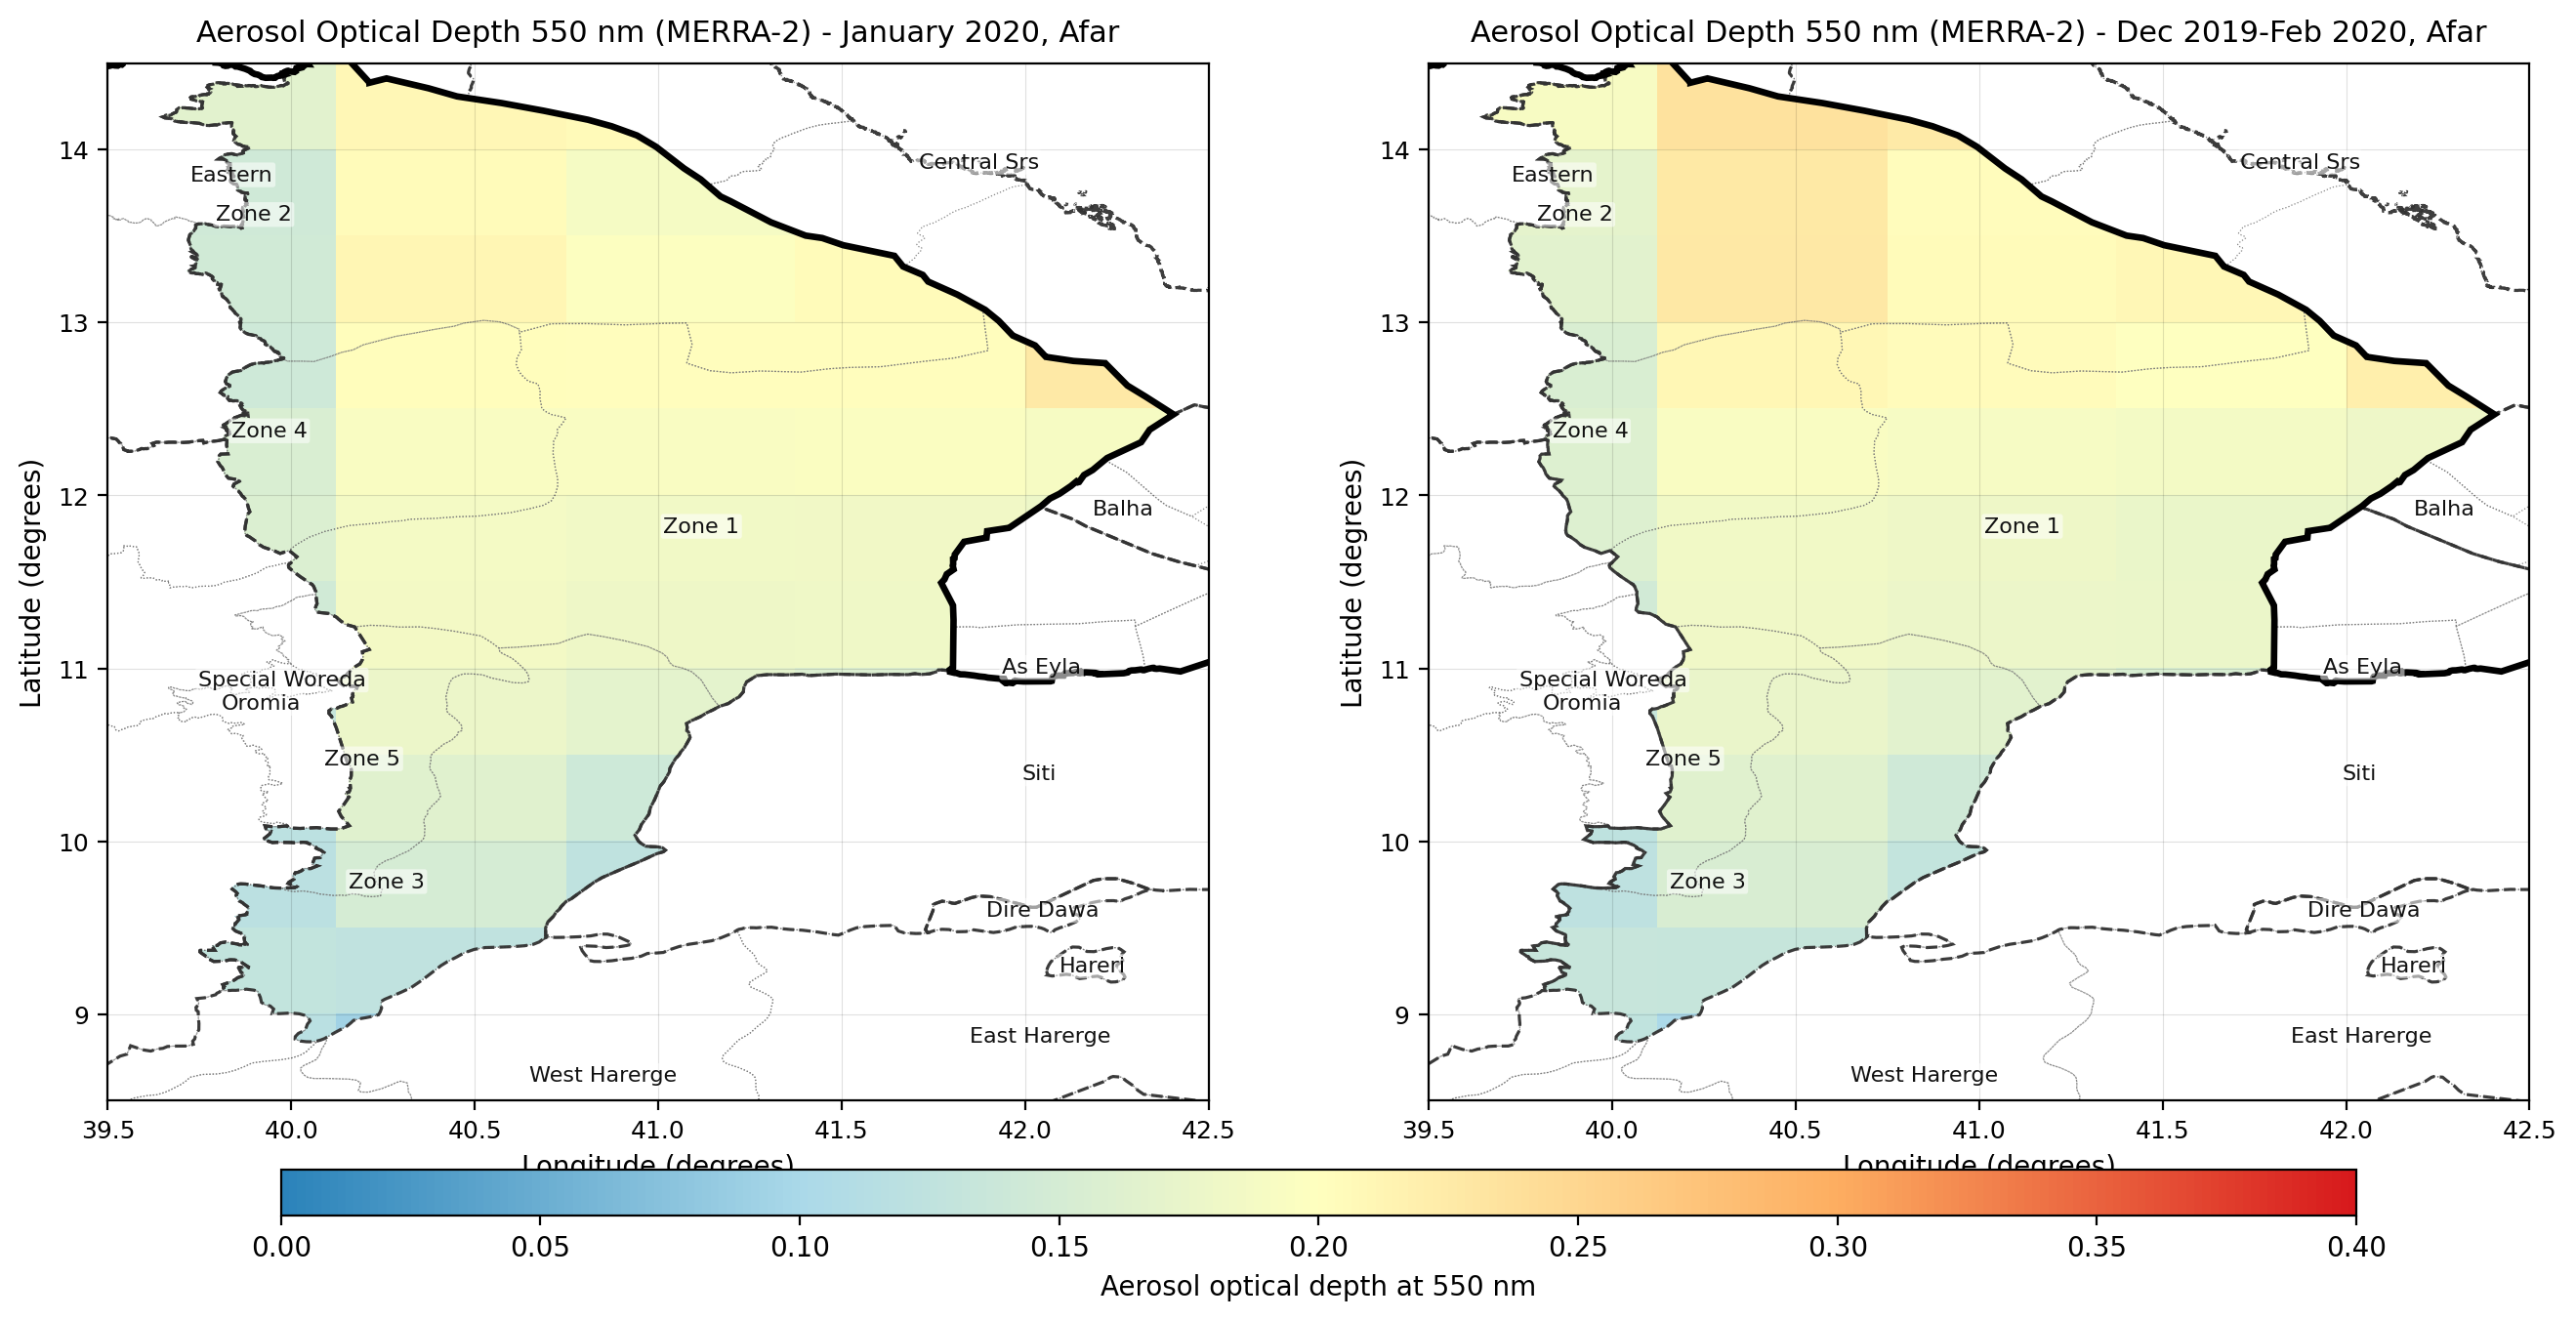 Aerosol Optical Depth 550 nm (MERRA-2) - January 2020, Afar
14
13
12
11
10
9
Latitude (degrees)
Eastern
Zone 2
Central Srs
Zone 4
Zone 1
Balha
Special Woreda
Oromia
As Eyla
Zone 5
Siti
Zone 3
Dire Dawa
Hareri
East Harerge
West Harerge
39.5 40.0 40.5 41.0 41.5 42.0 42.5
Longitude (degrees)
Aerosol Optical Depth 550 nm (MERRA-2) - Dec 2019-Feb 2020, Afar
14
13
12
11
10
9
Latitude (degrees)
Eastern
Zone 2
Central Srs
Zone 4
Zone 1
Balha
Special Woreda
Oromia
As Eyla
Zone 5
Siti
Zone 3
Dire Dawa
Hareri
East Harerge
West Harerge
39.5 40.0 40.5 41.0 41.5 42.0 42.5
Longitude (degrees)
0.00 0.05 0.10 0.15 0.20 0.25 0.30 0.35 0.40
Aerosol optical depth at 550 nm